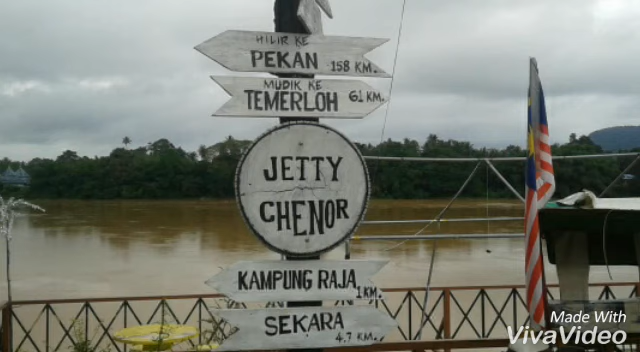 HILIR KE
PEKAN 158 KM.
MUDIK KE
TEMERLOH 61 KM.
JETTY
CHENOR
KAMPUNG RAJA 1 KM.
SEKARA
4.7 KM.
Made With
VivaVideo